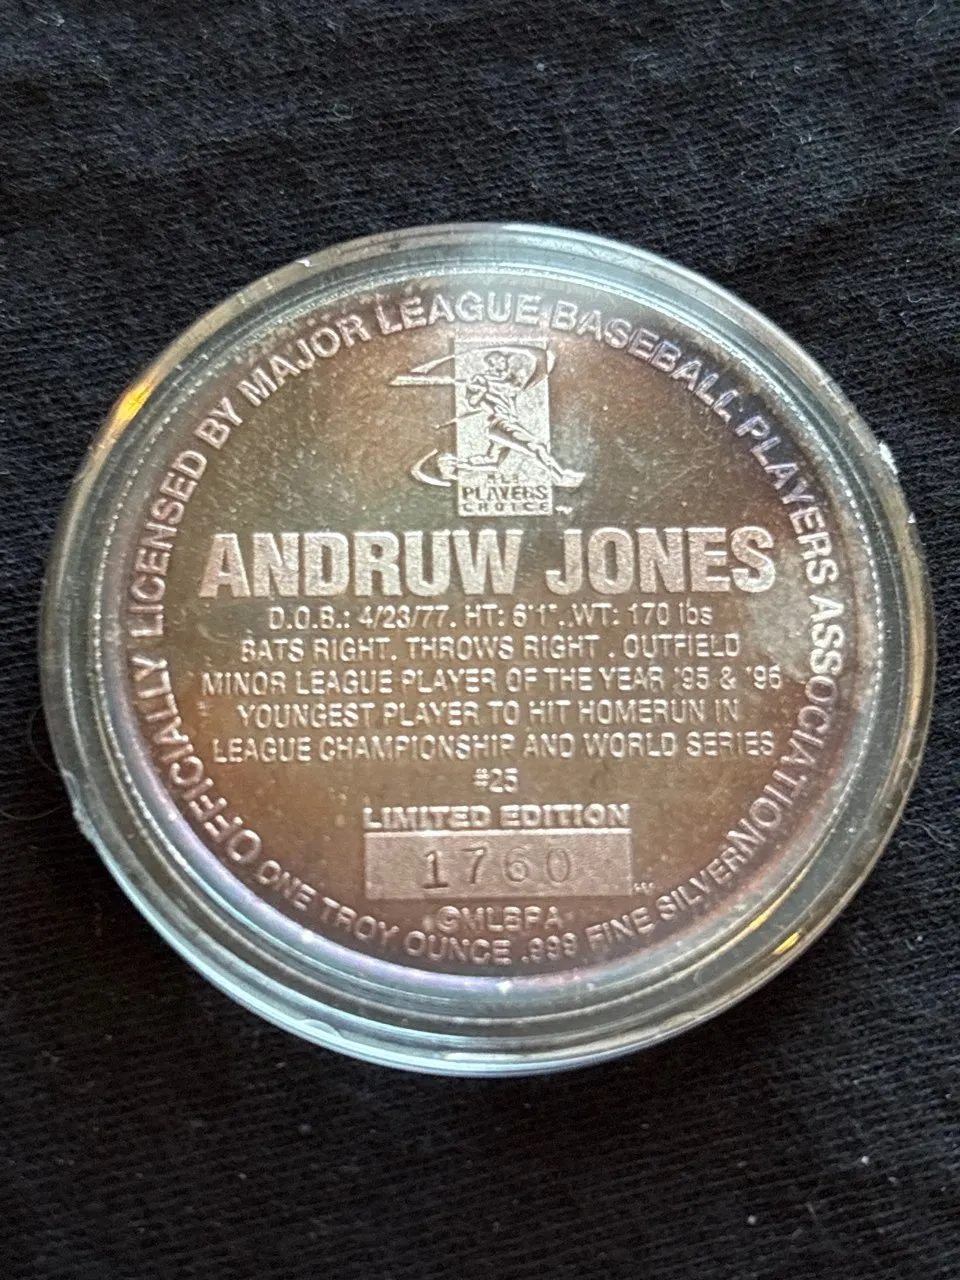 OFFICIALLY LICENSED BY MAJOR LEAGUE BASEBALL PLAYERS ASSOCIATION
MLB
PLAYERS
CHOICE
ANDRUW JONES
D.O.B.: 4/23/77. HT: 6'1". WT: 170 lbs
BATS RIGHT. THROWS RIGHT . OUTFIELD
MINOR LEAGUE PLAYER OF THE YEAR '95 & '96
YOUNGEST PLAYER TO HIT HOMERUN IN
LEAGUE CHAMPIONSHIP AND WORLD SERIES
#25
LIMITED EDITION
1760
©MLBPA
ONE TROY OUNCE .999 FINE SILVER